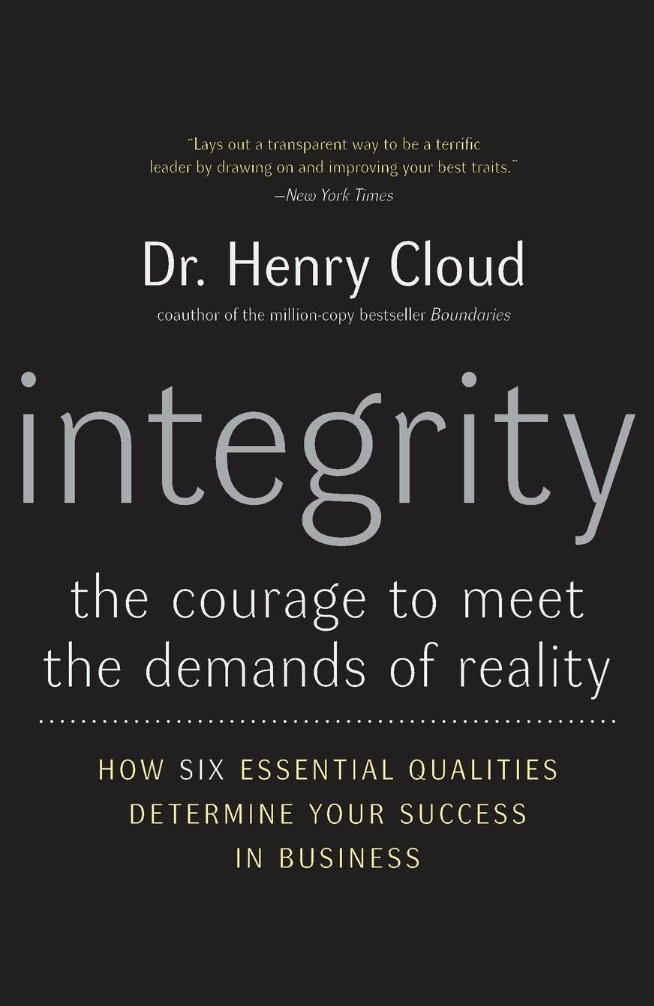 "Lays out a transparent way to be a terrific
leader by drawing on and improving your best traits."
—New York Times
Dr. Henry Cloud
coauthor of the million-copy bestseller Boundaries
integrity
the courage to meet
the demands of reality
HOW SIX ESSENTIAL QUALITIES
DETERMINE YOUR SUCCESS
IN BUSINESS